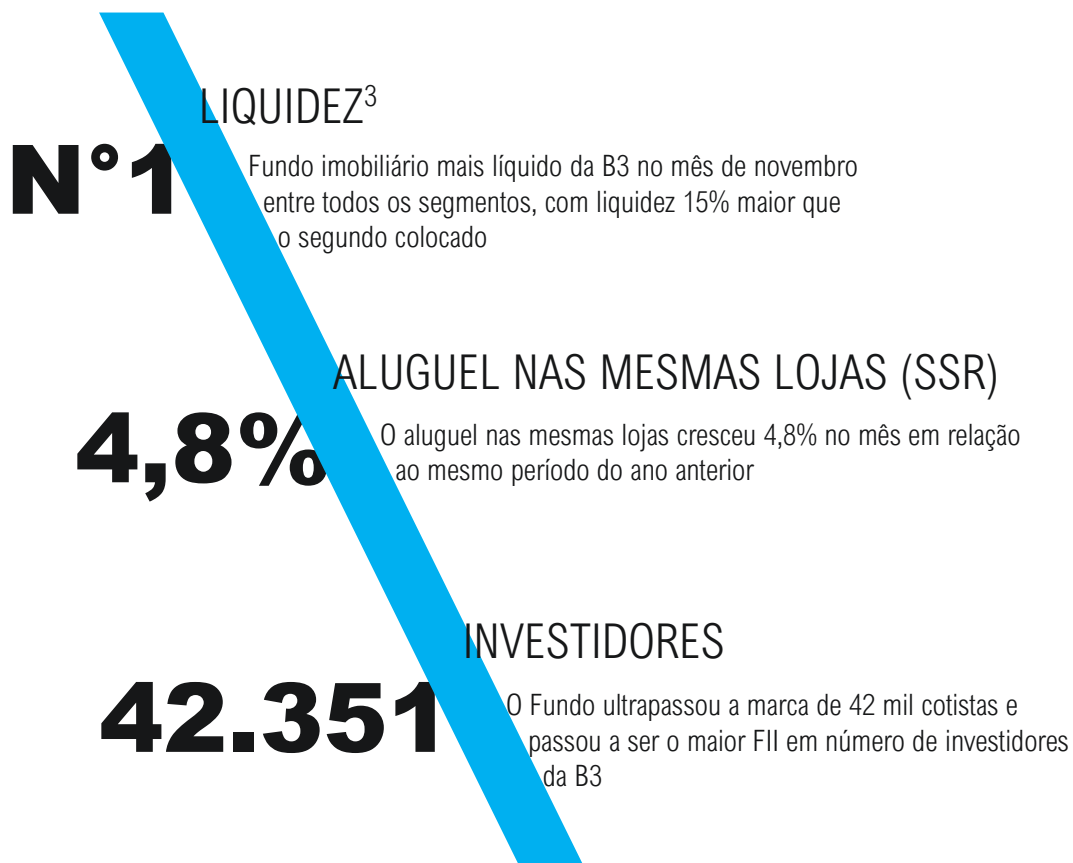 LIQUIDEZ³
N°1
Fundo imobiliário mais líquido da B3 no mês de novembro
entre todos os segmentos, com liquidez 15% maior que
o segundo colocado
ALUGUEL NAS MESMAS LOJAS (SSR)
4,8%
O aluguel nas mesmas lojas cresceu 4,8% no mês em relação
ao mesmo período do ano anterior
INVESTIDORES
42.351
O Fundo ultrapassou a marca de 42 mil cotistas e
passou a ser o maior FII em número de investidores
da B3